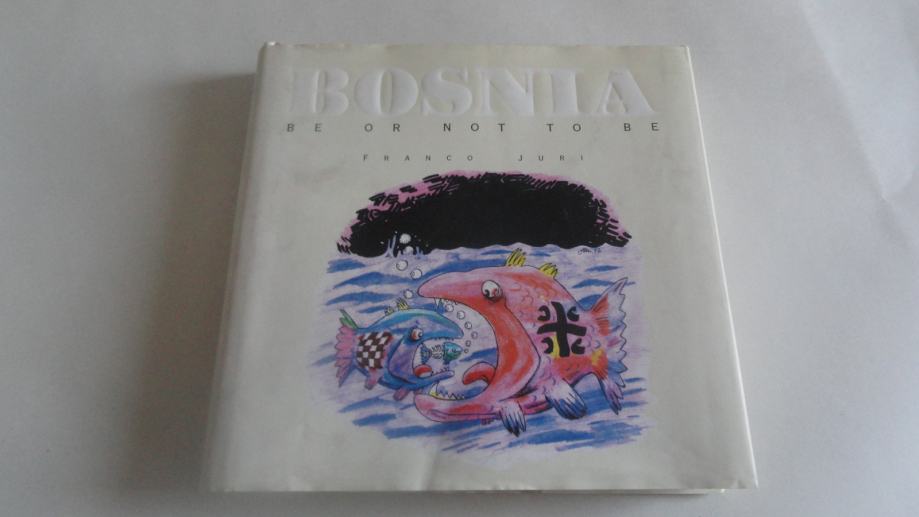 BOSNIA
BE OR NOT TO BE
FRANCO JURI